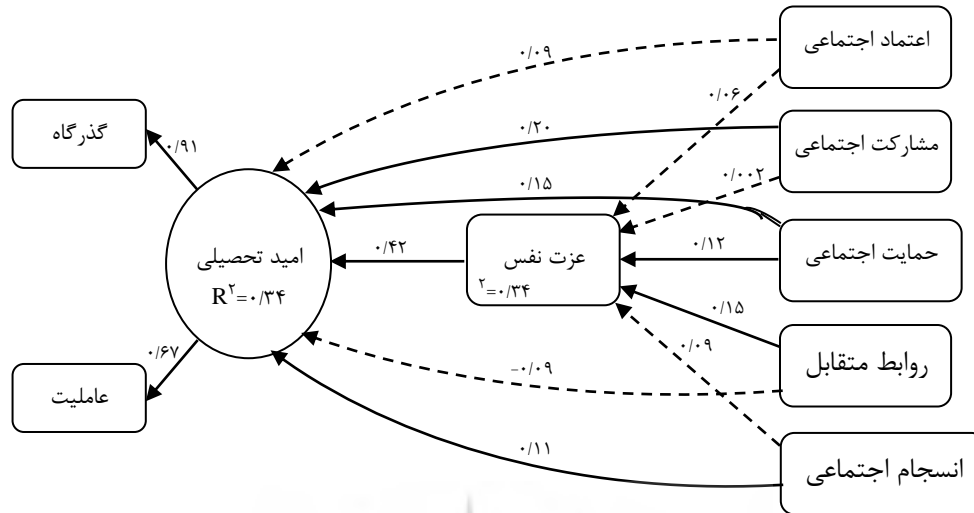 اعتماد اجتماعی
۰/۰۹
۰/۰۶
گذرگاه
۰/۹۱
۰/۲۰
مشارکت اجتماعی
۰/۰۰۲
۰/۱۵
امید تحصیلی
R۲=۰/۳۴
۰/۴۲
عزت نفس
۲=۰/۳۴
۰/۱۲
حمایت اجتماعی
۰/۱۵
روابط متقابل
۰/۰۹
−۰/۰۹
۰/۶۷
عاملیت
۰/۱۱
انسجام اجتماعی